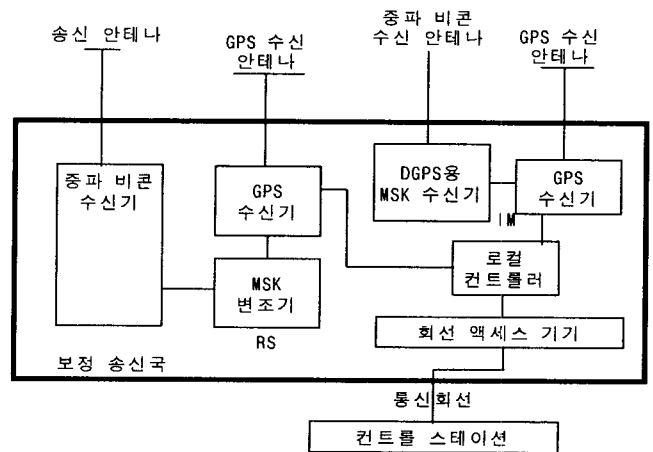 송신 안테나
GPS 수신
안테나
중파 비콘
수신 안테나
GPS 수신
안테나
중파 비콘
수신기
GPS
수신기
DGPS용
MSK 수신기
GPS
수신기
IM
MSK
변조기
RS
로컬
컨트롤러
회선 액세스 기기
보정 송신국
통신회선
컨트롤 스테이션